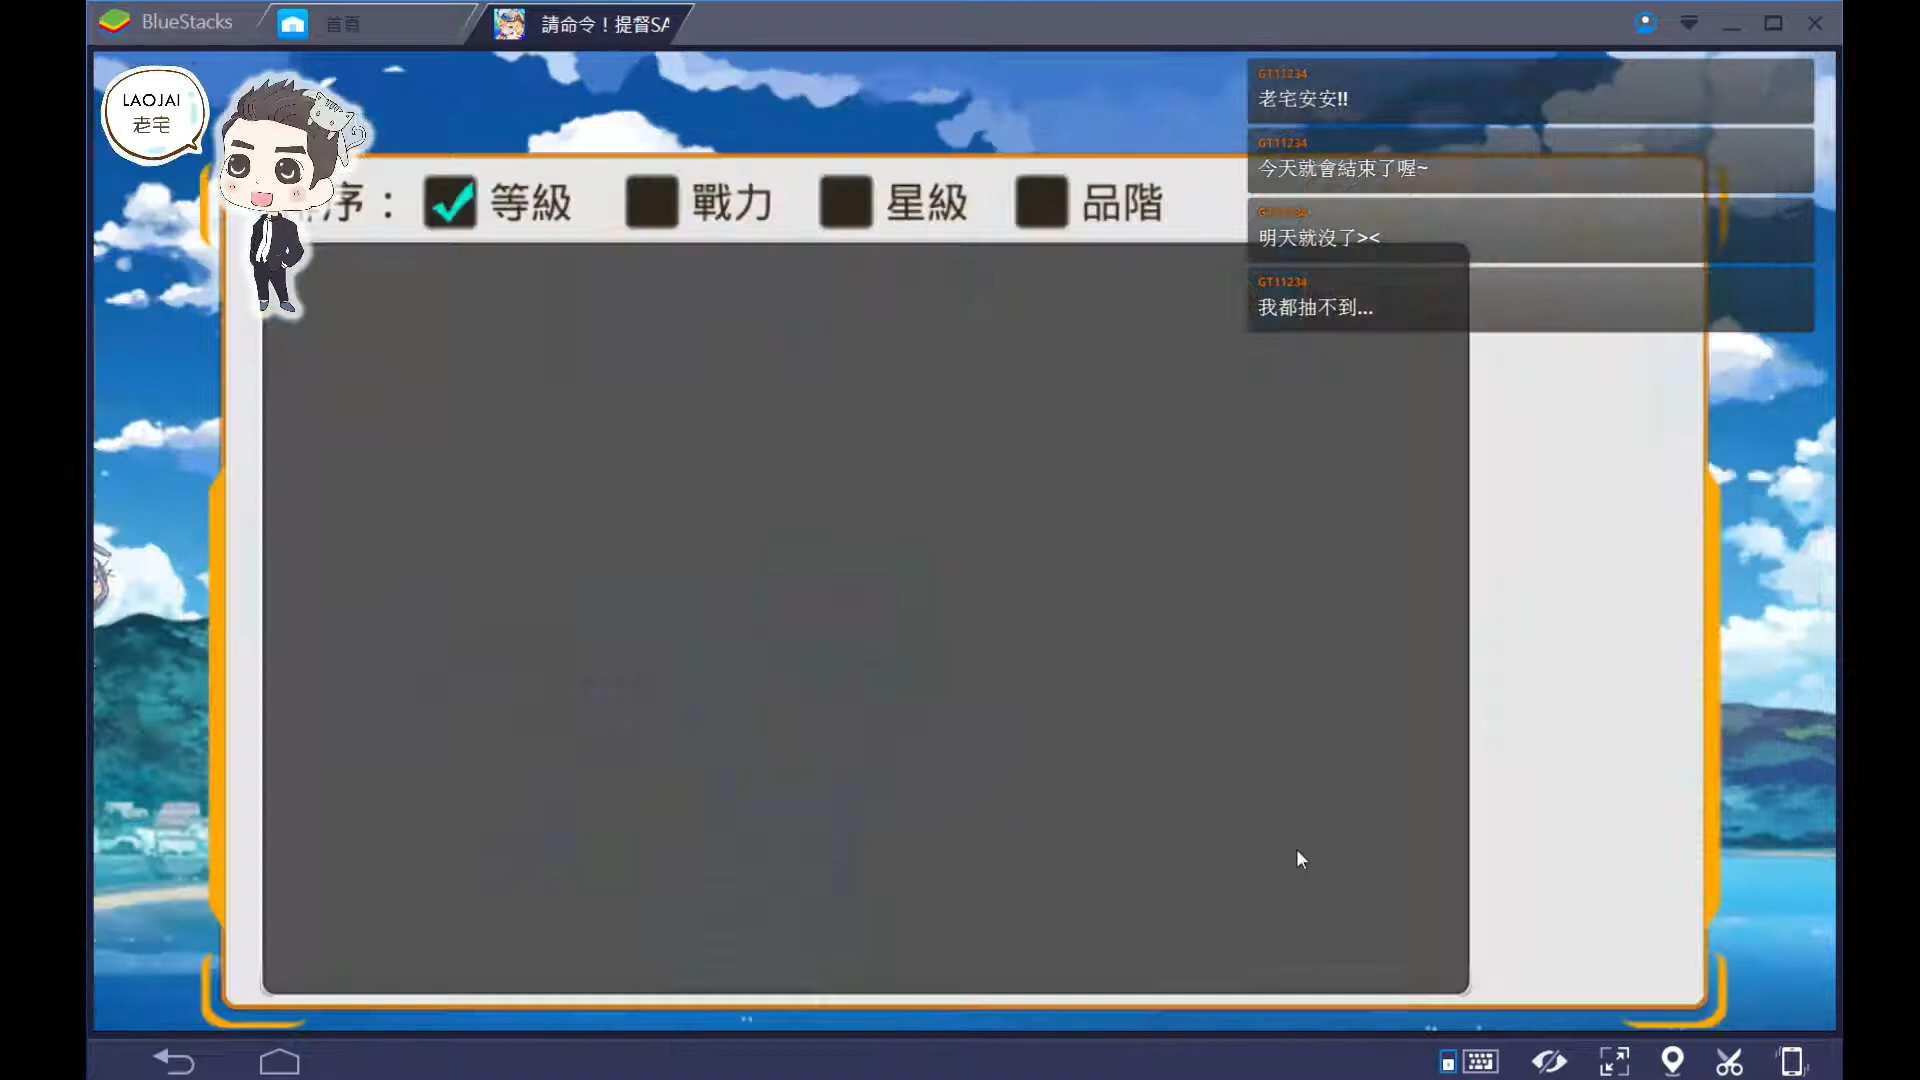 BlueStacks
首頁
請命令！提督SA
LAOJAI
老宅
序：
等級
戰力
星級
品階
GT11234
老宅安安!!
GT11234
今天就會結束了喔~
GT11234
明天就沒了><
GT11234
我都抽不到...